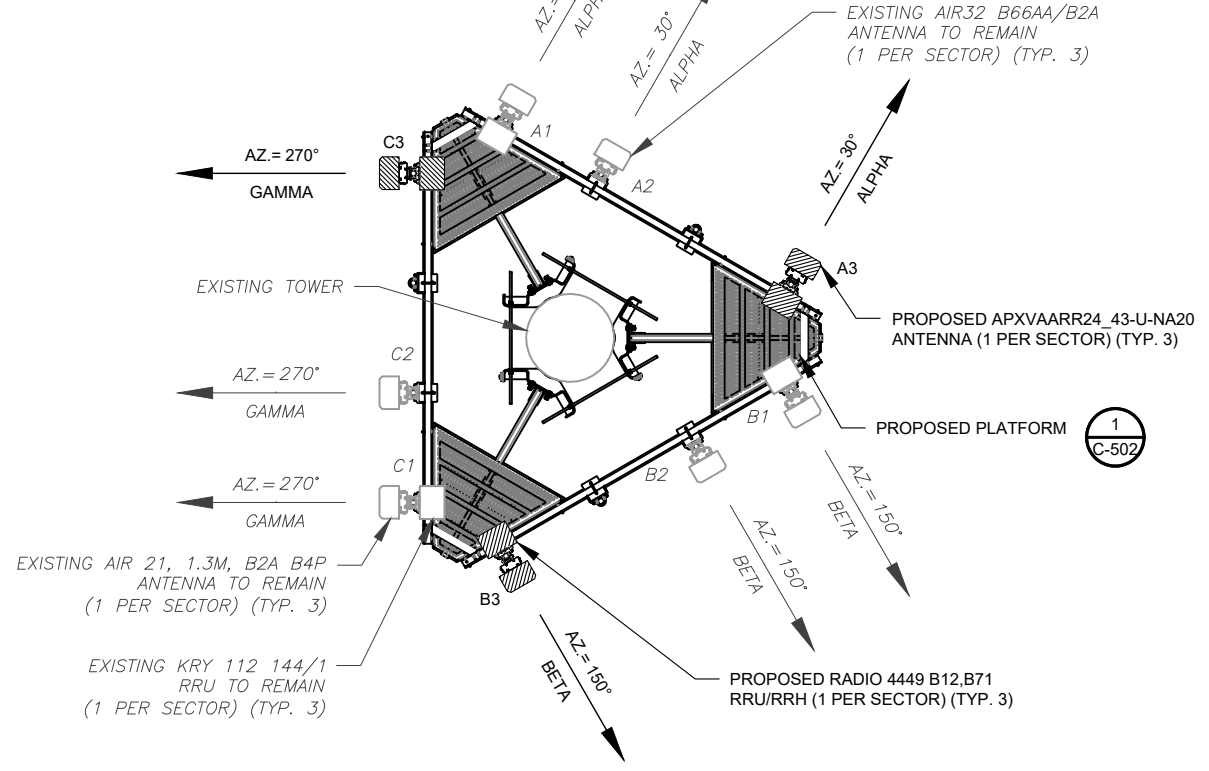 AZ.=
ALPHA
AZ.= 30°
ALPHA
EXISTING AIR32 B66AA/B2A
ANTENNA TO REMAIN
(1 PER SECTOR) (TYP. 3)
A1
C3
AZ.= 270°
GAMMA
A2
AZ.= 30°
ALPHA
A3
EXISTING TOWER
PROPOSED APXVAARR24_43-U-NA20
ANTENNA (1 PER SECTOR) (TYP. 3)
C2
AZ.= 270°
GAMMA
B1
PROPOSED PLATFORM
1
C-502
C1
B2
AZ.= 270°
GAMMA
AZ.= 150°
BETA
AZ.= 150°
BETA
EXISTING AIR 21, 1.3M, B2A B4P
ANTENNA TO REMAIN
(1 PER SECTOR) (TYP. 3)
B3
AZ.= 150°
BETA
EXISTING KRY 112 144/1
RRU TO REMAIN
(1 PER SECTOR) (TYP. 3)
PROPOSED RADIO 4449 B12,B71
RRU/RRH (1 PER SECTOR) (TYP. 3)